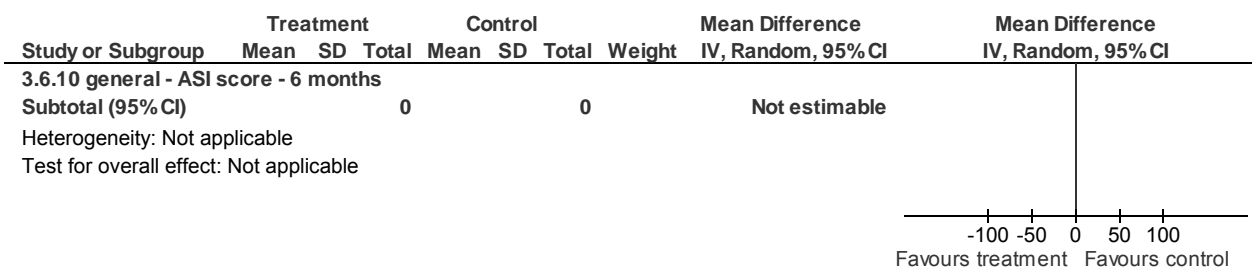 Treatment Control Mean Difference Mean Difference
Study or Subgroup Mean SD Total Mean SD Total Weight IV, Random, 95% CI IV, Random, 95% CI
3.6.10 general - ASI score - 6 months
Subtotal (95% CI) 0 0 Not estimable
Heterogeneity: Not applicable
Test for overall effect: Not applicable
-100 -50 0 50 100
Favours treatment Favours control